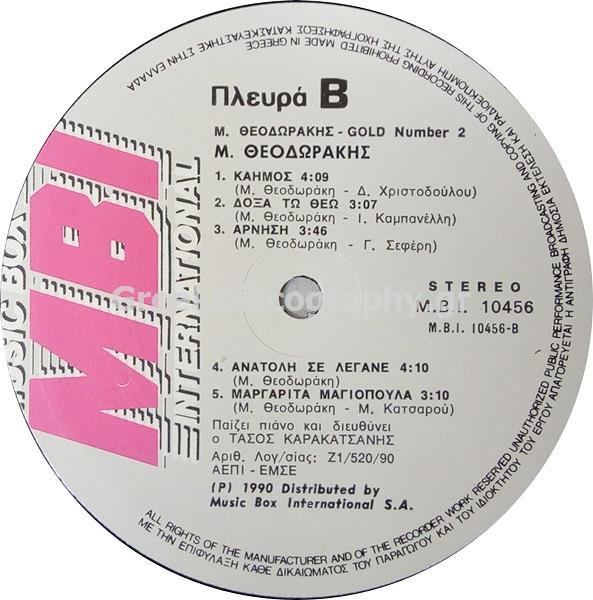 Πλευρά B
Μ. ΘΕΟΔΩΡΑΚΗΣ - GOLD Number 2
Μ. ΘΕΟΔΩΡΑΚΗΣ
1. ΚΑΗΜΟΣ 4:09
(Μ. Θεοδωράκη - Δ. Χριστοδούλου)
2. ΔΟΞΑ ΤΩ ΘΕΩ 3:07
(Μ. Θεοδωράκη - Ι. Καμπανέλλη)
3. ΑΡΝΗΣΗ 3:46
(Μ. Θεοδωράκη - Γ. Σεφέρη)
STEREO
M.B.I. 10456
M.B.I. 10456-B
Greek Discography.gr
4. ΑΝΑΤΟΛΗ ΣΕ ΛΕΓΑΝΕ 4:10
(Μ. Θεοδωράκη)
5. ΜΑΡΓΑΡΙΤΑ ΜΑΓΙΟΠΟΥΛΑ 3:10
(Μ. Θεοδωράκη - Μ. Κατσαρού)
Παίζει πιάνο και διευθύνει
ο ΤΑΣΟΣ ΚΑΡΑΚΑΤΣΑΝΗΣ
Αριθ. Λογ/σίας: Ζ1/520/90
ΑΕΠΙ - ΕΜΣΕ
(P) 1990 Distributed by
Music Box International S.A.
MUSIC BOX
MBI
INTERNATIONAL
ALL RIGHTS OF THE MANUFACTURER AND OF THE RECORDER WORK RESERVED UNAUTHORIZED PUBLIC PERFORMANCE BROADCASTING AND COPYING OF THIS RECORDING PROHIBITED MADE IN GREECE
ΜΕ ΤΗΝ ΕΠΙΦΥΛΑΞΗ ΚΑΘΕ ΔΙΚΑΙΩΜΑΤΟΣ ΤΟΥ ΠΑΡΑΓΩΓΟΥ ΚΑΙ ΤΟΥ ΙΔΙΟΚΤΗΤΟΥ ΤΟΥ ΕΡΓΟΥ ΑΠΑΓΟΡΕΥΕΤΑΙ Η ΑΝΤΙΓΡΑΦΗ ΔΗΜΟΣΙΑ ΕΚΤΕΛΕΣΗ ΚΑΙ ΡΑΔΙΟΕΚΠΟΜΠΗ ΑΥΤΗΣ ΤΗΣ ΗΧΟΓΡΑΦΗΣΕΩΣ ΚΑΤΑΣΚΕΥΑΣΤΗΚΕ ΣΤΗΝ ΕΛΛΑΔΑ